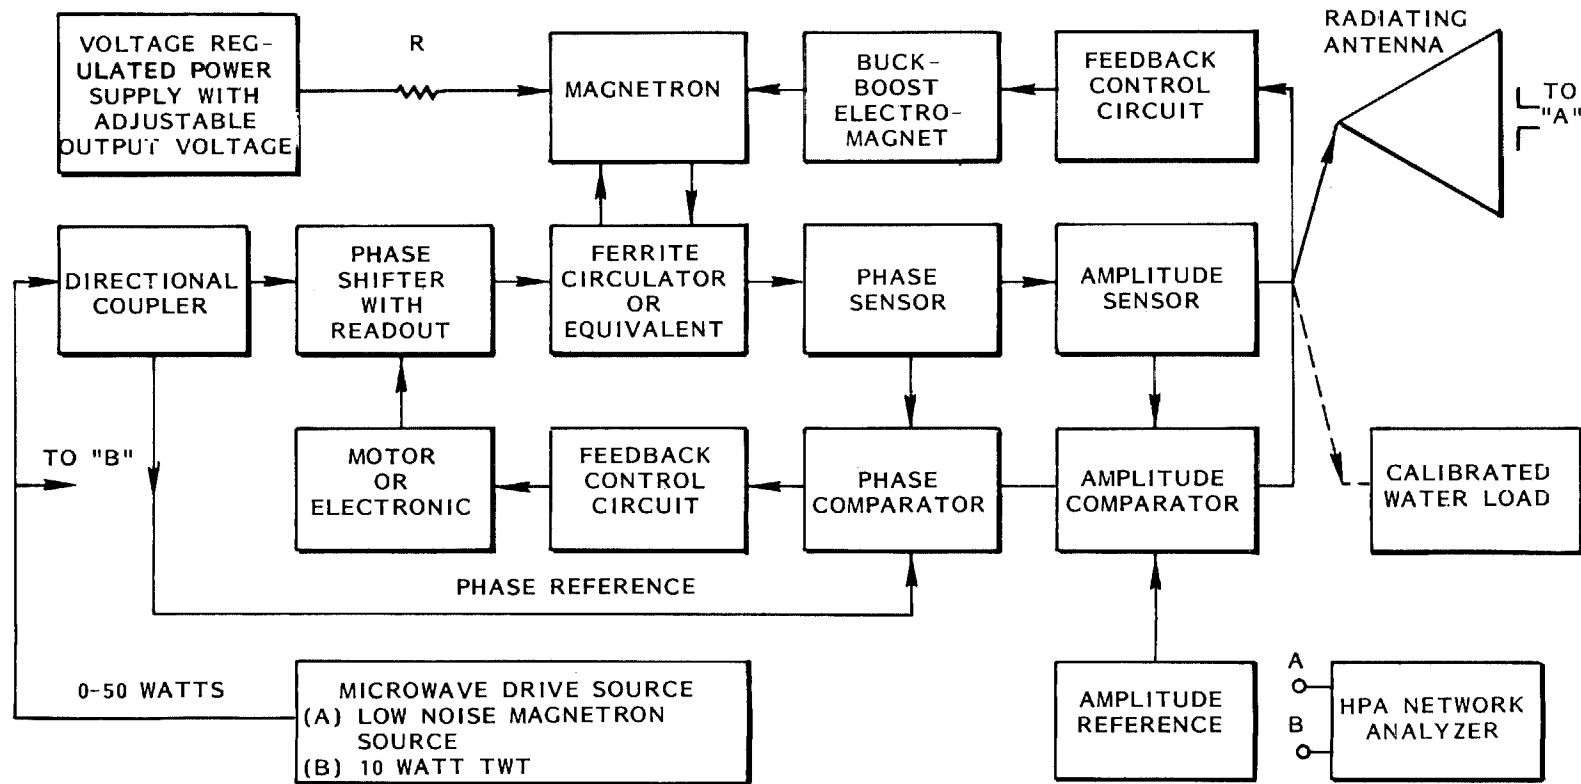 VOLTAGE REG-
ULATED POWER
SUPPLY WITH
ADJUSTABLE
OUTPUT VOLTAGE
R
MAGNETRON
BUCK-
BOOST
ELECTRO-
MAGNET
FEEDBACK
CONTROL
CIRCUIT
RADIATING
ANTENNA
TO
"A"
DIRECTIONAL
COUPLER
PHASE
SHIFTER
WITH
READOUT
FERRITE
CIRCULATOR
OR
EQUIVALENT
PHASE
SENSOR
AMPLITUDE
SENSOR
TO "B"
MOTOR
OR
ELECTRONIC
FEEDBACK
CONTROL
CIRCUIT
PHASE
COMPARATOR
AMPLITUDE
COMPARATOR
CALIBRATED
WATER LOAD
PHASE REFERENCE
0-50 WATTS
MICROWAVE DRIVE SOURCE
(A) LOW NOISE MAGNETRON
SOURCE
(B) 10 WATT TWT
AMPLITUDE
REFERENCE
A
B
HPA NETWORK
ANALYZER